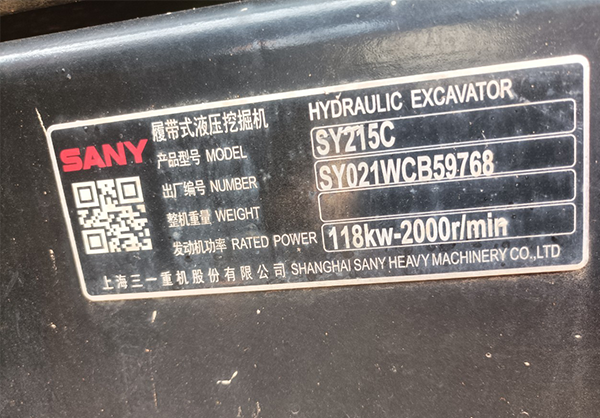 SANY
履带式液压挖掘机 HYDRAULIC EXCAVATOR
产品型号 MODEL SY215C
出厂编号 NUMBER SY021WCB59768
整机重量 WEIGHT
发动机功率 RATED POWER 118kw-2000r/min
上海三一重机股份有限公司 SHANGHAI SANY HEAVY MACHINERY CO.,LTD